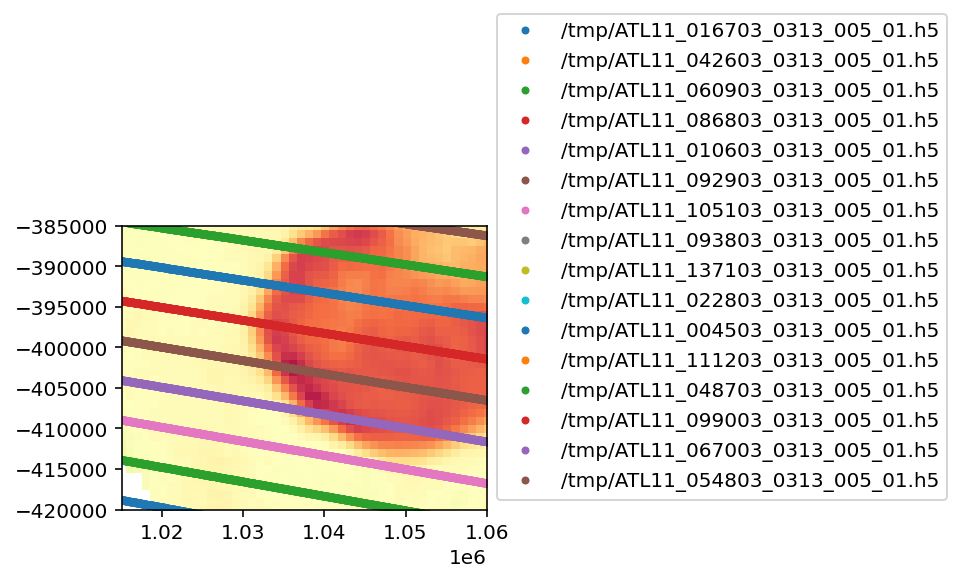 /tmp/ATL11_016703_0313_005_01.h5
/tmp/ATL11_042603_0313_005_01.h5
/tmp/ATL11_060903_0313_005_01.h5
/tmp/ATL11_086803_0313_005_01.h5
/tmp/ATL11_010603_0313_005_01.h5
/tmp/ATL11_092903_0313_005_01.h5
/tmp/ATL11_105103_0313_005_01.h5
/tmp/ATL11_093803_0313_005_01.h5
/tmp/ATL11_137103_0313_005_01.h5
/tmp/ATL11_022803_0313_005_01.h5
/tmp/ATL11_004503_0313_005_01.h5
/tmp/ATL11_111203_0313_005_01.h5
/tmp/ATL11_048703_0313_005_01.h5
/tmp/ATL11_099003_0313_005_01.h5
/tmp/ATL11_067003_0313_005_01.h5
/tmp/ATL11_054803_0313_005_01.h5
−385000
−390000
−395000
−400000
−405000
−410000
−415000
−420000
1.02 1.03 1.04 1.05 1.06
1e6